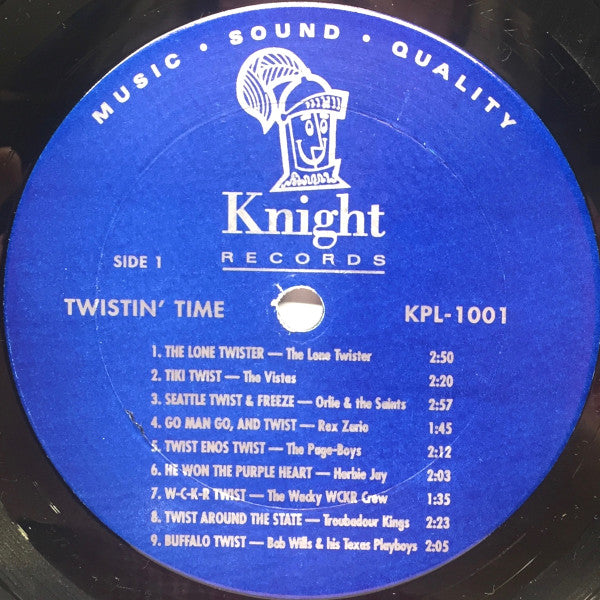 MUSIC • SOUND • QUALITY
Knight
RECORDS
SIDE 1
TWISTIN' TIME KPL-1001
1. THE LONE TWISTER — The Lone Twister 2:50
2. TIKI TWIST — The Vistas 2:20
3. SEATTLE TWIST & FREEZE — Orlie & the Saints 2:57
4. GO MAN GO, AND TWIST — Rex Zario 1:45
5. TWIST ENOS TWIST — The Page-Boys 2:12
6. HE WON THE PURPLE HEART — Herbie Jay 2:03
7. W-C-K-R TWIST — The Wacky WCKR Crew 1:35
8. TWIST AROUND THE STATE — Troubadour Kings 2:23
9. BUFFALO TWIST — Bob Wills & his Texas Playboys 2:05